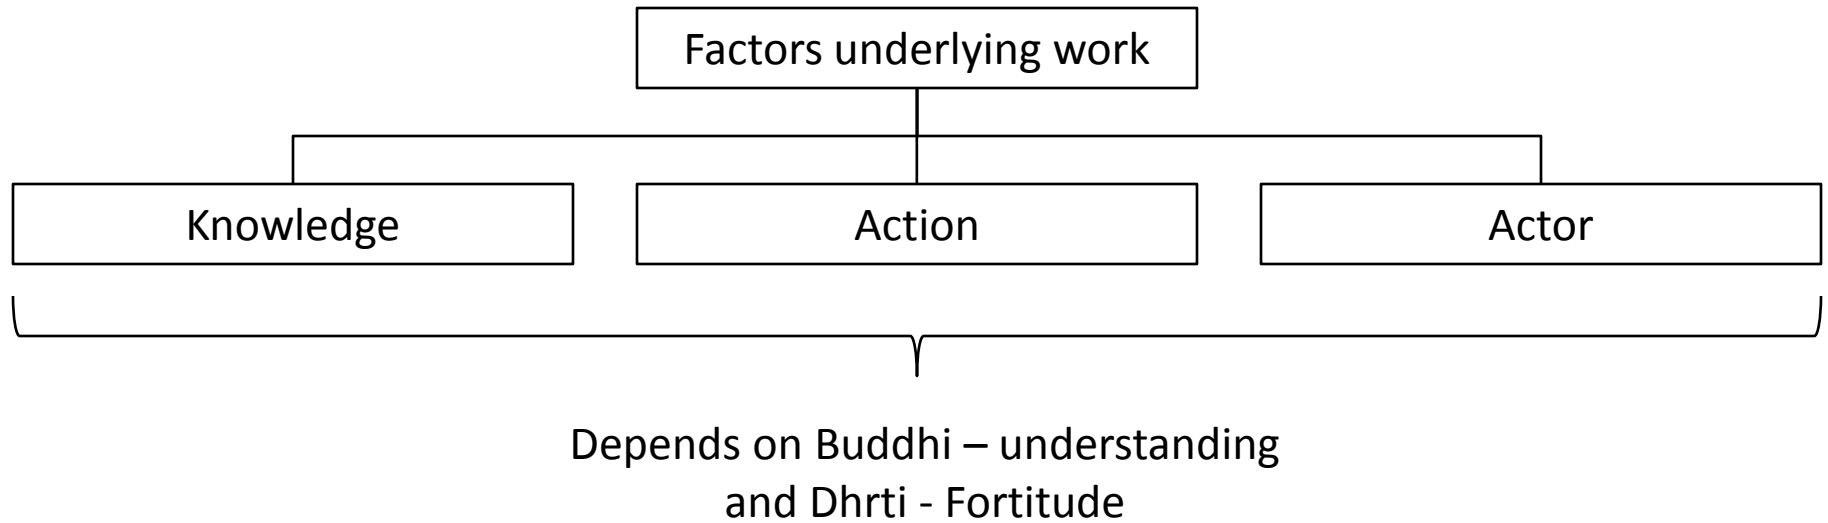 Factors underlying work
Knowledge
Action
Actor
Depends on Buddhi – understanding
and Dhrti - Fortitude